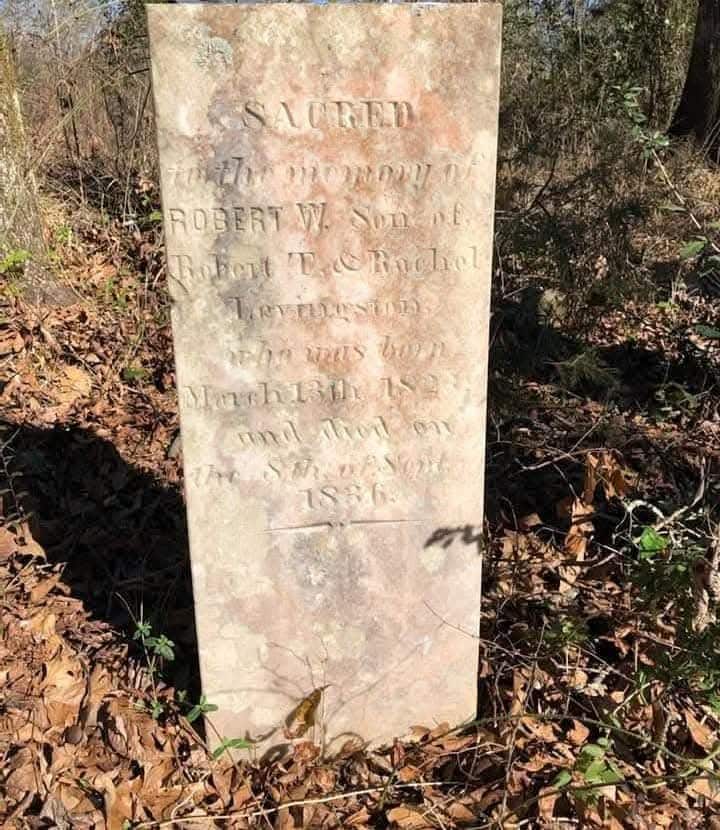 SACRED
to the memory of
ROBERT W. Son of
Robert T. & Rachel
Levingston
who was born
March 13th 182
and died on
the 8th of Sept.
1836.